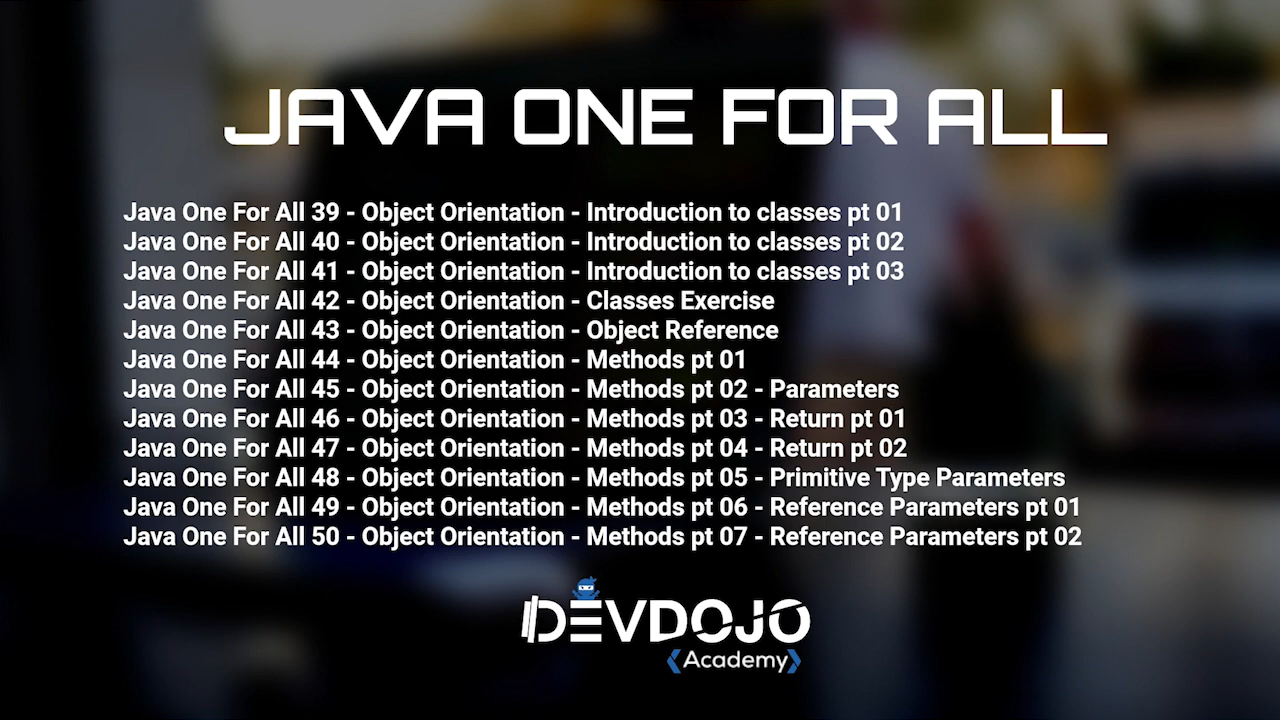 JAVA ONE FOR ALL
Java One For All 39 - Object Orientation - Introduction to classes pt 01
Java One For All 40 - Object Orientation - Introduction to classes pt 02
Java One For All 41 - Object Orientation - Introduction to classes pt 03
Java One For All 42 - Object Orientation - Classes Exercise
Java One For All 43 - Object Orientation - Object Reference
Java One For All 44 - Object Orientation - Methods pt 01
Java One For All 45 - Object Orientation - Methods pt 02 - Parameters
Java One For All 46 - Object Orientation - Methods pt 03 - Return pt 01
Java One For All 47 - Object Orientation - Methods pt 04 - Return pt 02
Java One For All 48 - Object Orientation - Methods pt 05 - Primitive Type Parameters
Java One For All 49 - Object Orientation - Methods pt 06 - Reference Parameters pt 01
Java One For All 50 - Object Orientation - Methods pt 07 - Reference Parameters pt 02
DEVDOJO
Academy